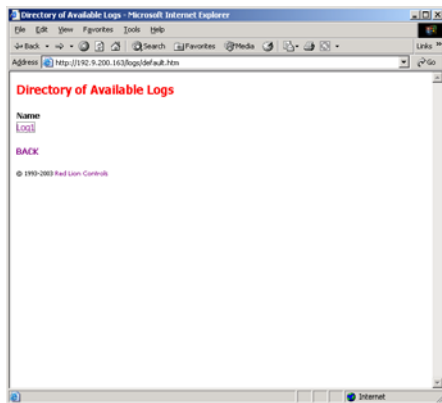 Directory of Available Logs - Microsoft Internet Explorer
File Edit View Favorites Tools Help
Back Search Favorites Media Links »
Address http://192.9.200.163/logs/default.htm Go
Directory of Available Logs
Name
Log1
BACK
© 1993-2003 Red Lion Controls
Internet